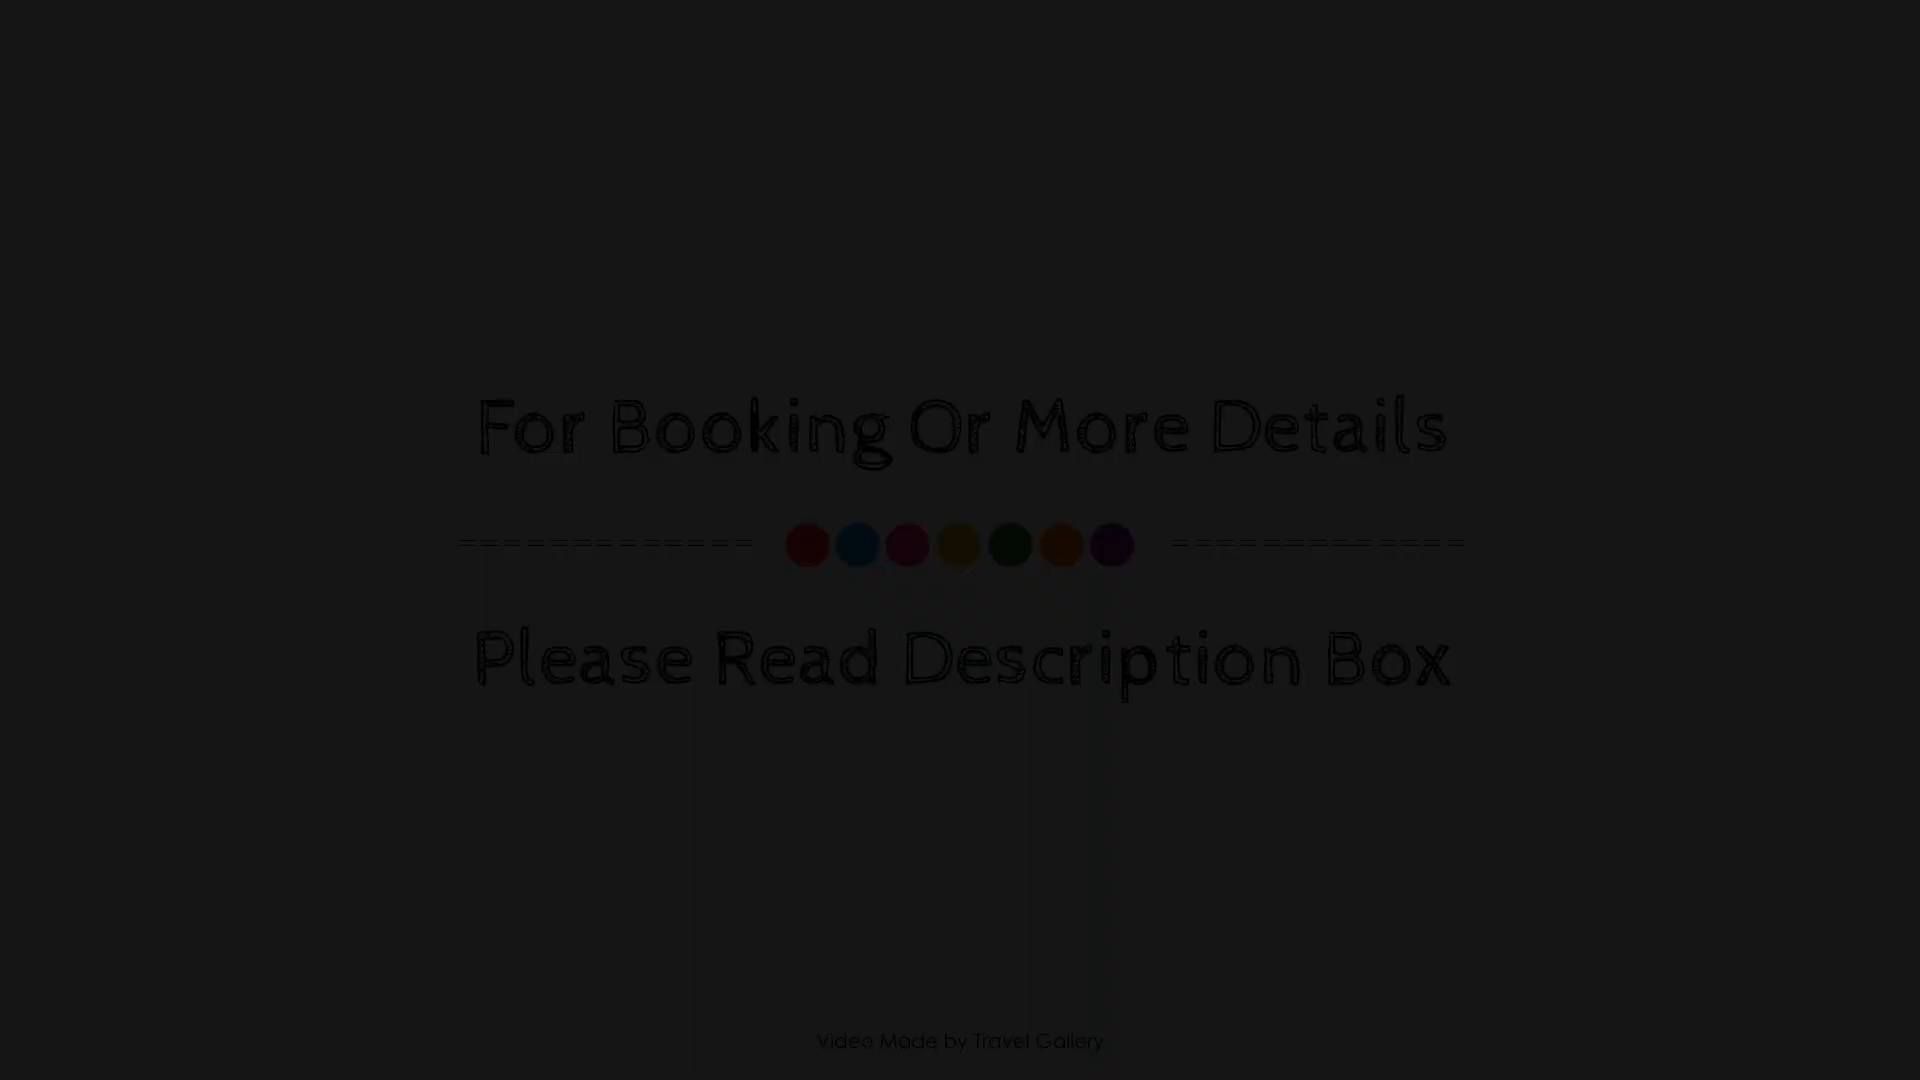 For Booking Or More Details
============= =============
Please Read Description Box
Video Made by Travel Gallery